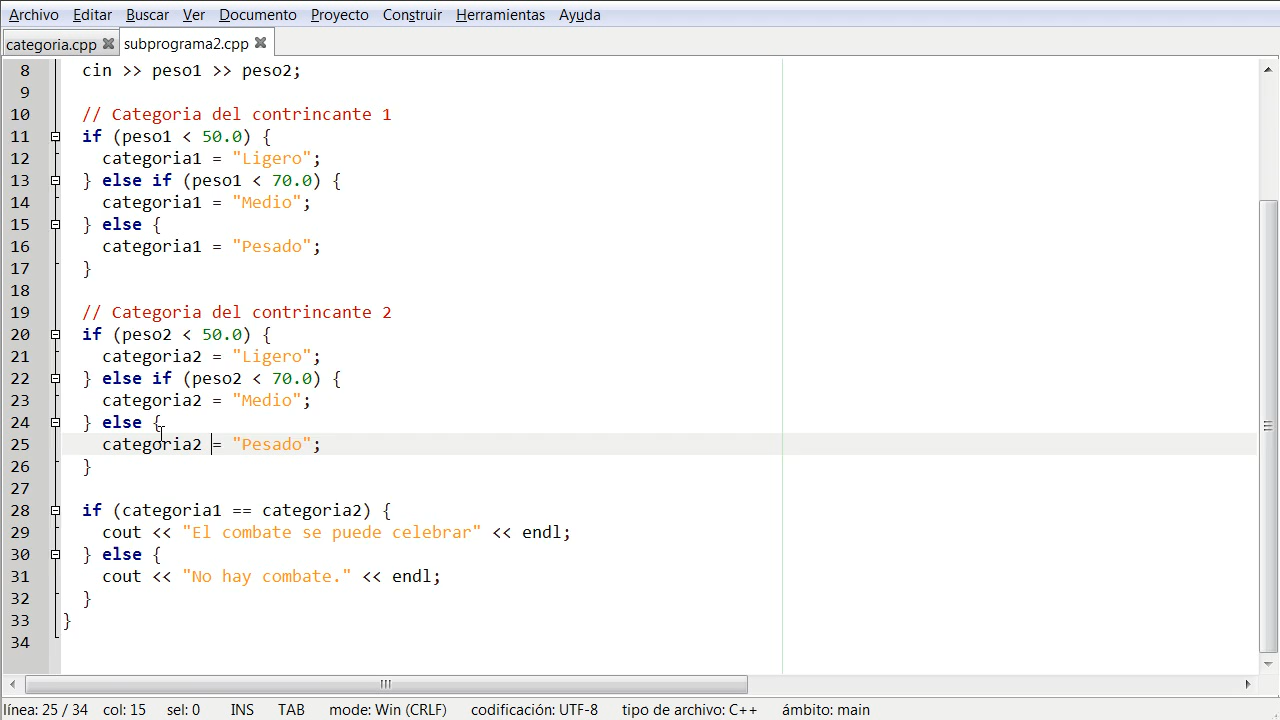 Archivo Editar Buscar Ver Documento Proyecto Construir Herramientas Ayuda
categoria.cpp subprograma2.cpp
8 cin >> peso1 >> peso2;
9
10 // Categoria del contrincante 1
11 if (peso1 < 50.0) {
12 categoria1 = "Ligero";
13 } else if (peso1 < 70.0) {
14 categoria1 = "Medio";
15 } else {
16 categoria1 = "Pesado";
17 }
18
19 // Categoria del contrincante 2
20 if (peso2 < 50.0) {
21 categoria2 = "Ligero";
22 } else if (peso2 < 70.0) {
23 categoria2 = "Medio";
24 } else {
25 categoria2 = "Pesado";
26 }
27
28 if (categoria1 == categoria2) {
29 cout << "El combate se puede celebrar" << endl;
30 } else {
31 cout << "No hay combate." << endl;
32 }
33 }
34
línea: 25 / 34 col: 15 sel: 0 INS TAB mode: Win (CRLF) codificación: UTF-8 tipo de archivo: C++ ámbito: main